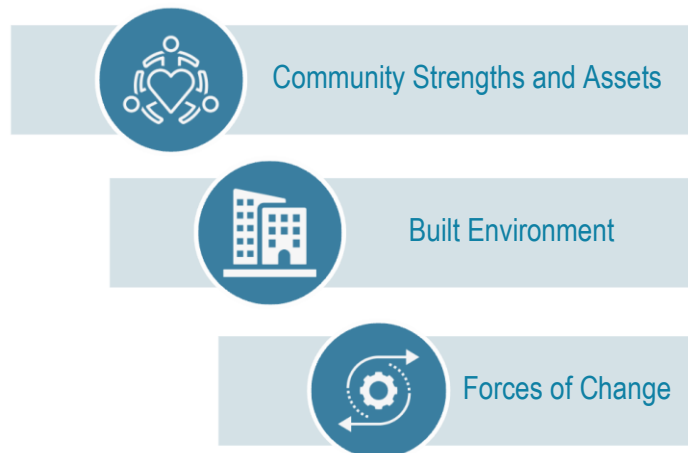 Community Strengths and Assets
Built Environment
Forces of Change